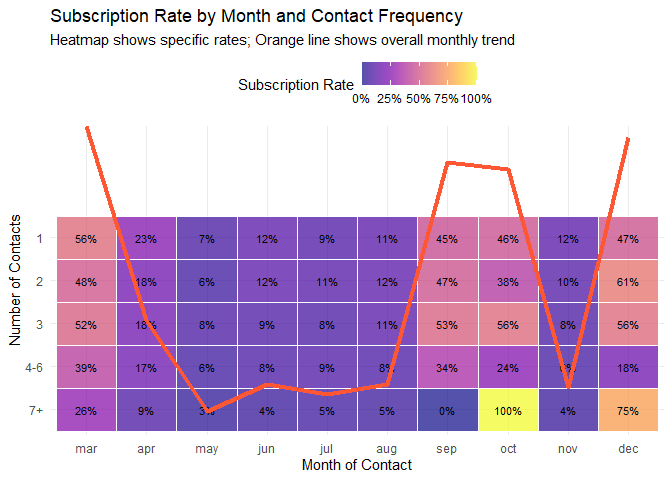 Subscription Rate by Month and Contact Frequency
Heatmap shows specific rates; Orange line shows overall monthly trend
Subscription Rate
0% 25% 50% 75% 100%
Number of Contacts
1 56% 23% 7% 12% 9% 11% 45% 46% 12% 47%
2 48% 18% 6% 12% 11% 12% 47% 38% 10% 61%
3 52% 18% 8% 9% 8% 11% 53% 56% 8% 56%
4-6 39% 17% 6% 8% 9% 8% 34% 24% 18%
7+ 26% 9% 3% 4% 5% 5% 0% 100% 4% 75%
mar apr may jun jul aug sep oct nov dec
Month of Contact